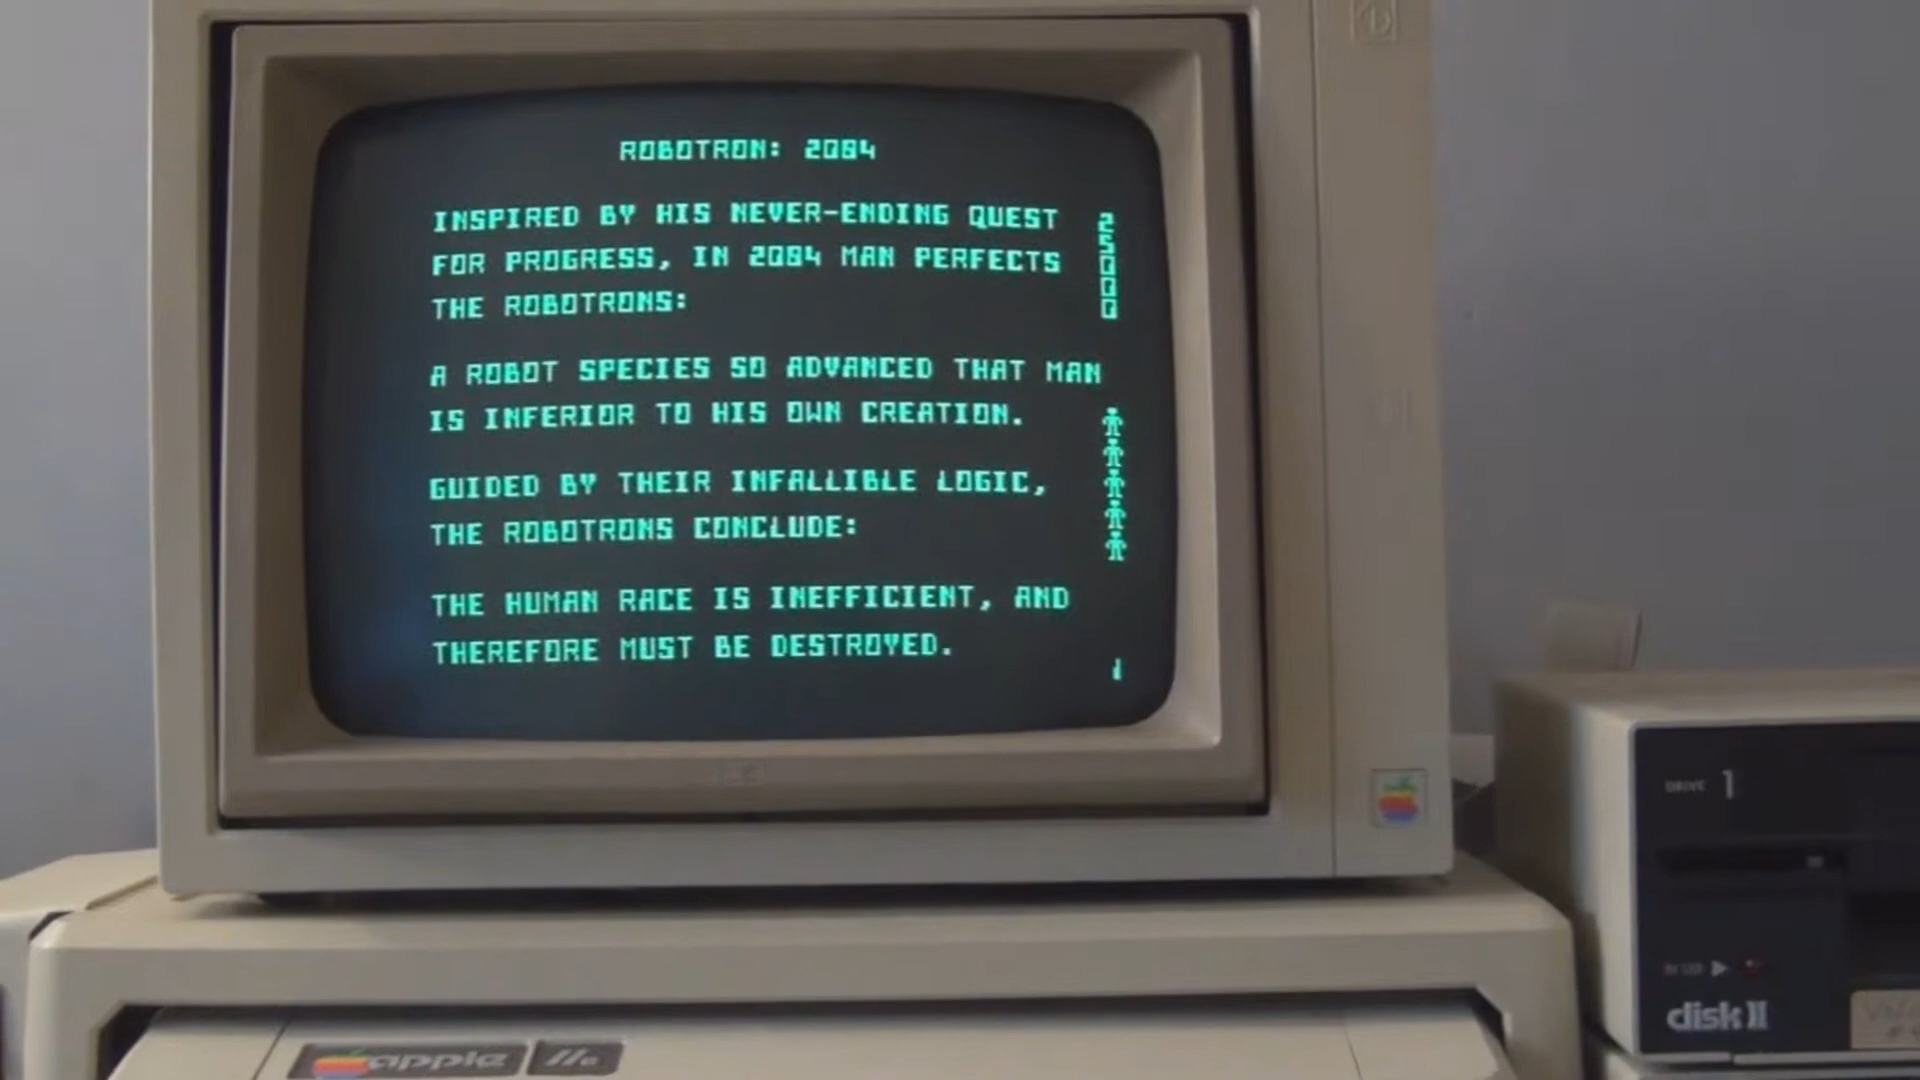 ROBOTRON: 2084
INSPIRED BY HIS NEVER-ENDING QUEST
FOR PROGRESS, IN 2084 MAN PERFECTS
THE ROBOTRONS:
A ROBOT SPECIES SO ADVANCED THAT MAN
IS INFERIOR TO HIS OWN CREATION.
GUIDED BY THEIR INFALLIBLE LOGIC,
THE ROBOTRONS CONCLUDE:
THE HUMAN RACE IS INEFFICIENT, AND
THEREFORE MUST BE DESTROYED.
25000
1
DRIVE 1
disk II
apple //e